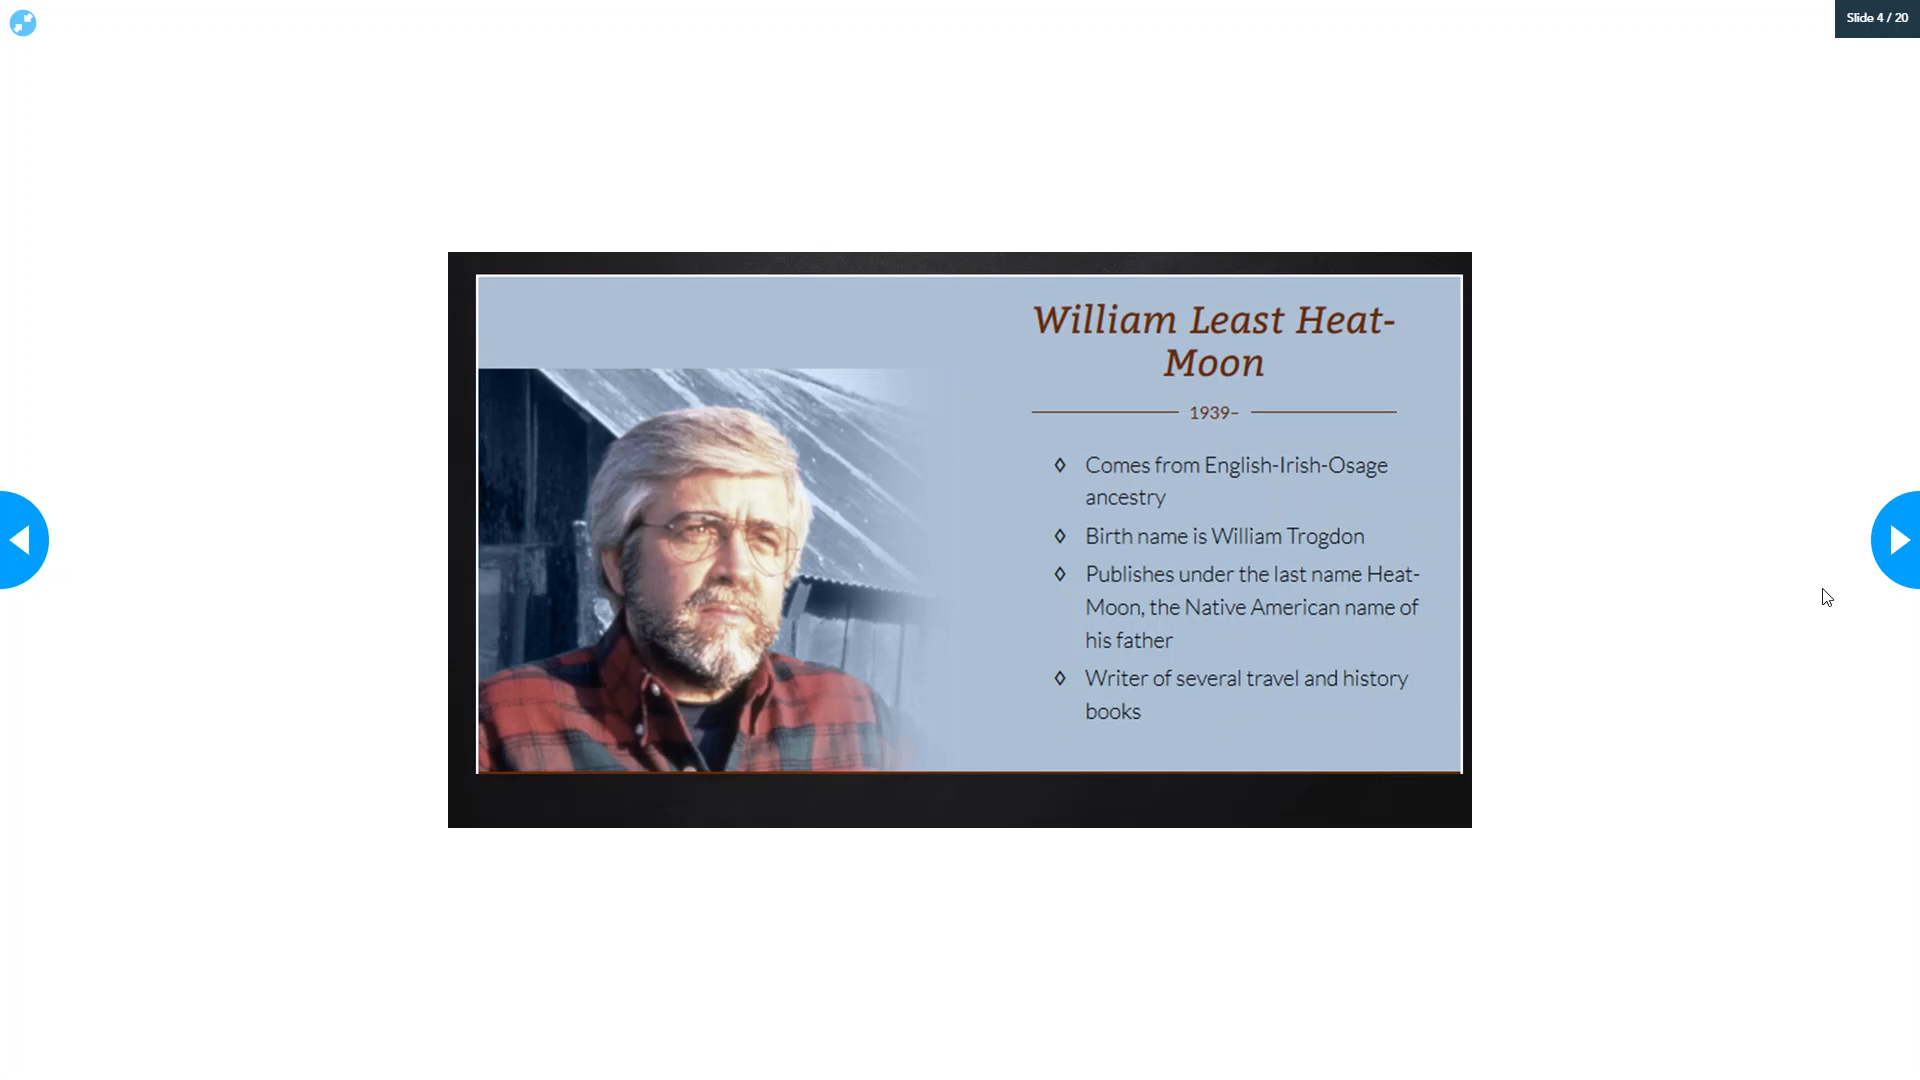 Slide 4 / 20
William Least Heat-
Moon
1939–
◊ Comes from English-Irish-Osage
ancestry
◊ Birth name is William Trogdon
◊ Publishes under the last name Heat-
Moon, the Native American name of
his father
◊ Writer of several travel and history
books